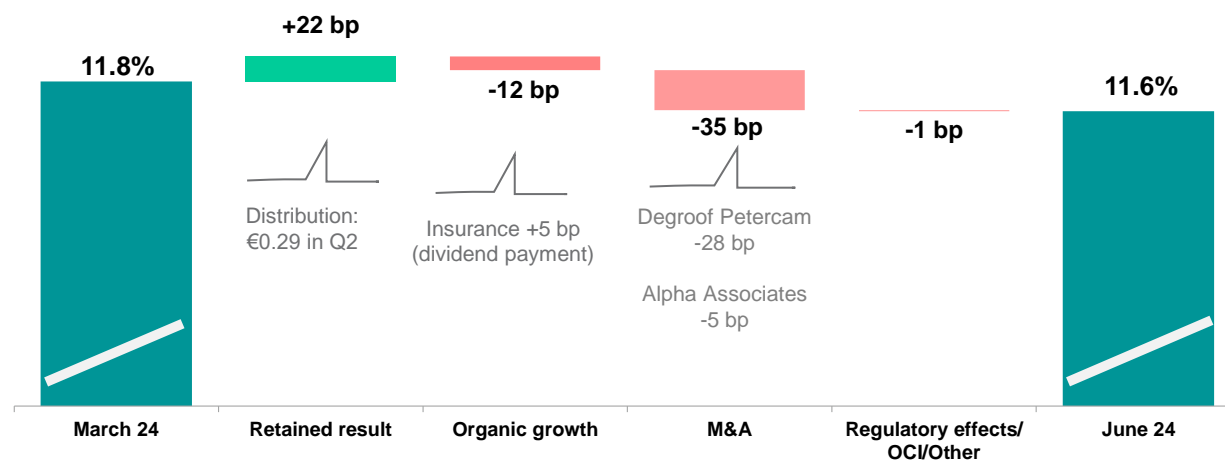 +22 bp
11.8%
-12 bp
-35 bp
-1 bp
11.6%
Distribution:
€0.29 in Q2
Insurance +5 bp
(dividend payment)
Degroof Petercam
-28 bp
Alpha Associates
-5 bp
March 24
Retained result
Organic growth
M&A
Regulatory effects/
OCI/Other
June 24